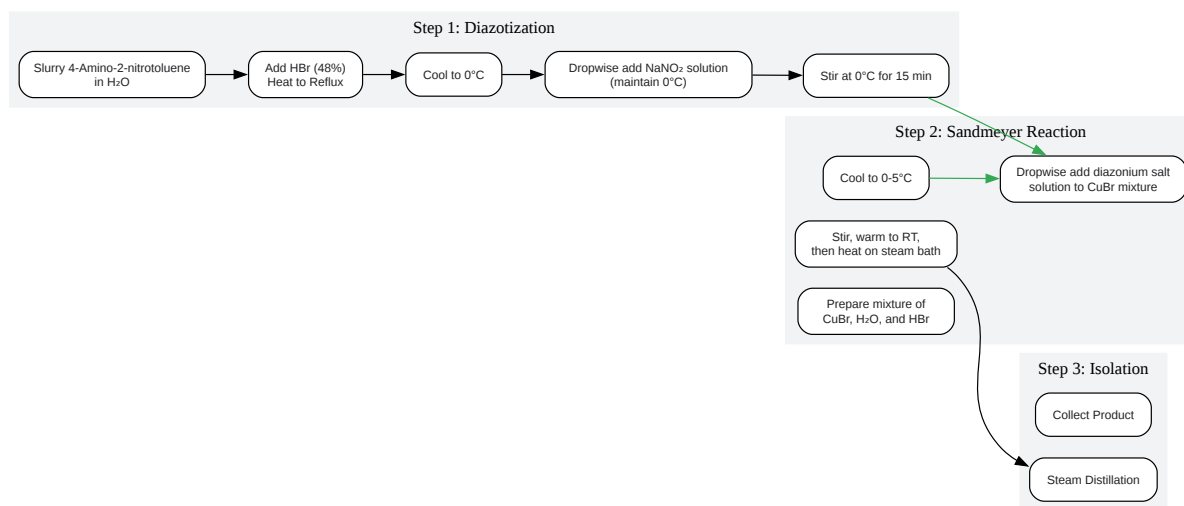 Step 1: Diazotization
Slurry 4-Amino-2-nitrotoluene
in H₂O
Add HBr (48%)
Heat to Reflux
Cool to 0°C
Dropwise add NaNO₂ solution
(maintain 0°C)
Stir at 0°C for 15 min
Step 2: Sandmeyer Reaction
Cool to 0-5°C
Dropwise add diazonium salt
solution to CuBr mixture
Stir, warm to RT,
then heat on steam bath
Prepare mixture of
CuBr, H₂O, and HBr
Step 3: Isolation
Collect Product
Steam Distillation